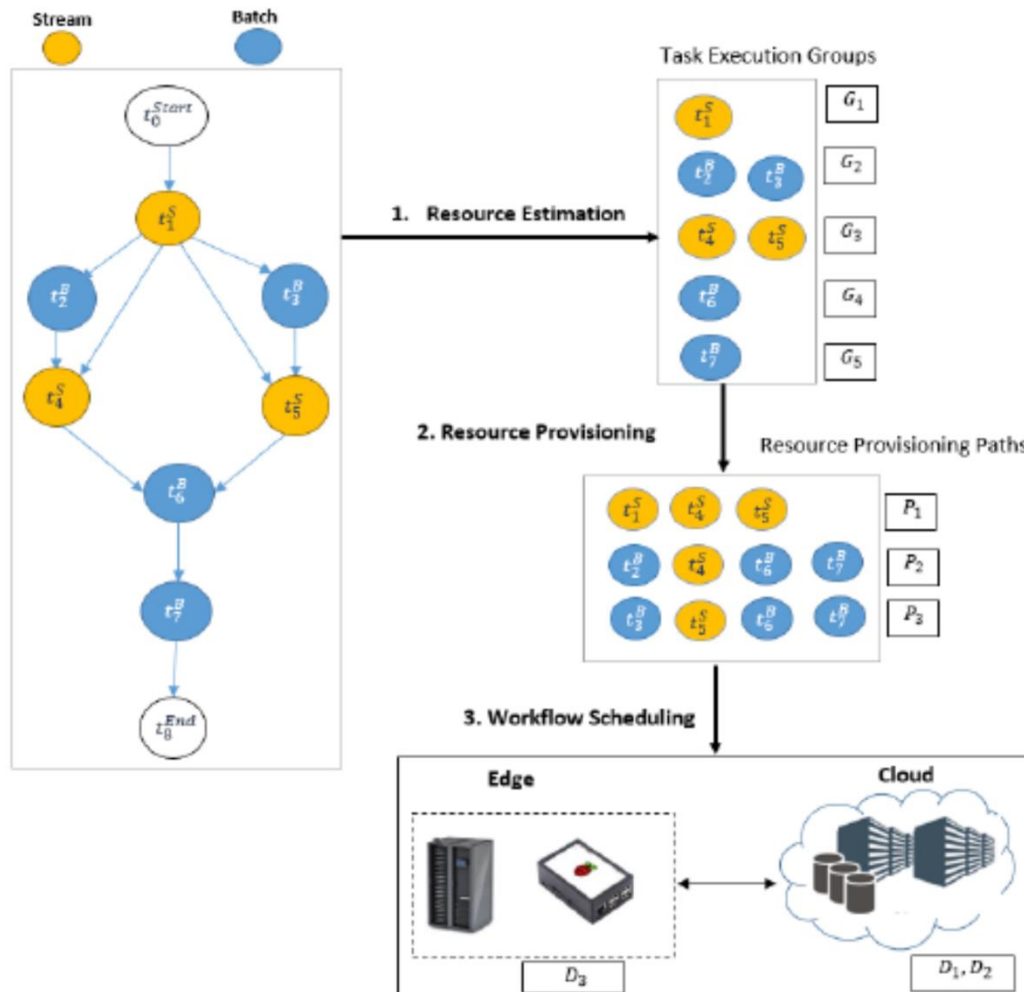 Stream Batch
Task Execution Groups
t_0^{Start}
t_1^S
t_2^B t_3^B
t_4^S t_5^S
t_6^B
t_7^B
t_8^{End}
1. Resource Estimation
t_1^S G_1
t_2^B t_3^B G_2
t_4^S t_5^S G_3
t_6^B G_4
t_7^B G_5
2. Resource Provisioning
Resource Provisioning Paths
t_1^S t_4^S t_5^S P_1
t_2^B t_4^S t_6^B t_7^B P_2
t_3^B t_5^S t_6^B t_7^B P_3
3. Workflow Scheduling
Edge Cloud
D_3 D_1, D_2